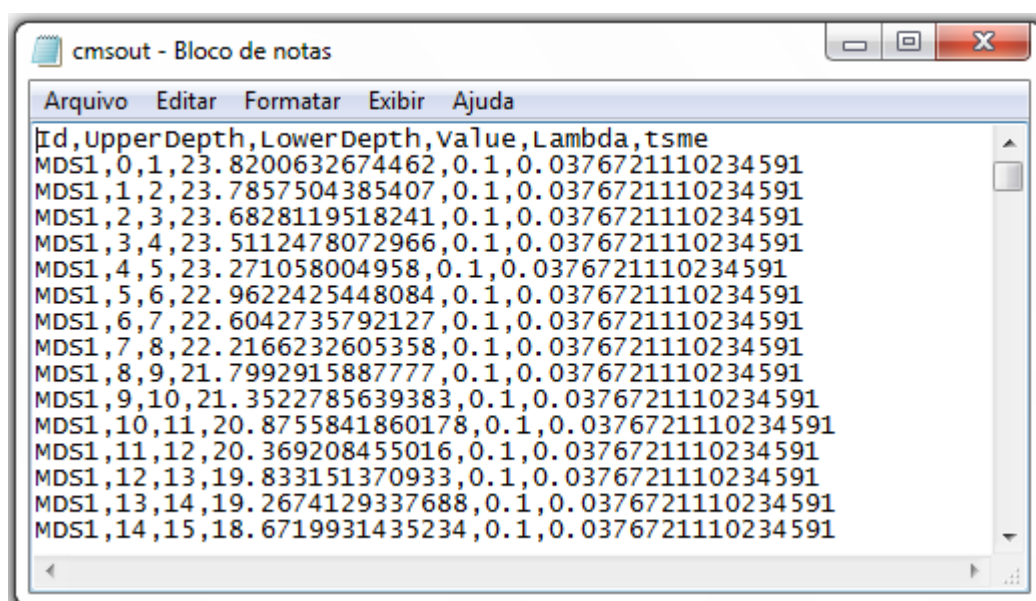 cmsout - Bloco de notas
Arquivo Editar Formatar Exibir Ajuda
Id,UpperDepth,LowerDepth,Value,Lambda,tsme
MDS1,0,1,23.8200632674462,0.1,0.0376721110234591
MDS1,1,2,23.7857504385407,0.1,0.0376721110234591
MDS1,2,3,23.6828119518241,0.1,0.0376721110234591
MDS1,3,4,23.5112478072966,0.1,0.0376721110234591
MDS1,4,5,23.271058004958,0.1,0.0376721110234591
MDS1,5,6,22.9622425448084,0.1,0.0376721110234591
MDS1,6,7,22.6042735792127,0.1,0.0376721110234591
MDS1,7,8,22.2166232605358,0.1,0.0376721110234591
MDS1,8,9,21.7992915887777,0.1,0.0376721110234591
MDS1,9,10,21.3522785639383,0.1,0.0376721110234591
MDS1,10,11,20.8755841860178,0.1,0.0376721110234591
MDS1,11,12,20.369208455016,0.1,0.0376721110234591
MDS1,12,13,19.833151370933,0.1,0.0376721110234591
MDS1,13,14,19.2674129337688,0.1,0.0376721110234591
MDS1,14,15,18.6719931435234,0.1,0.0376721110234591